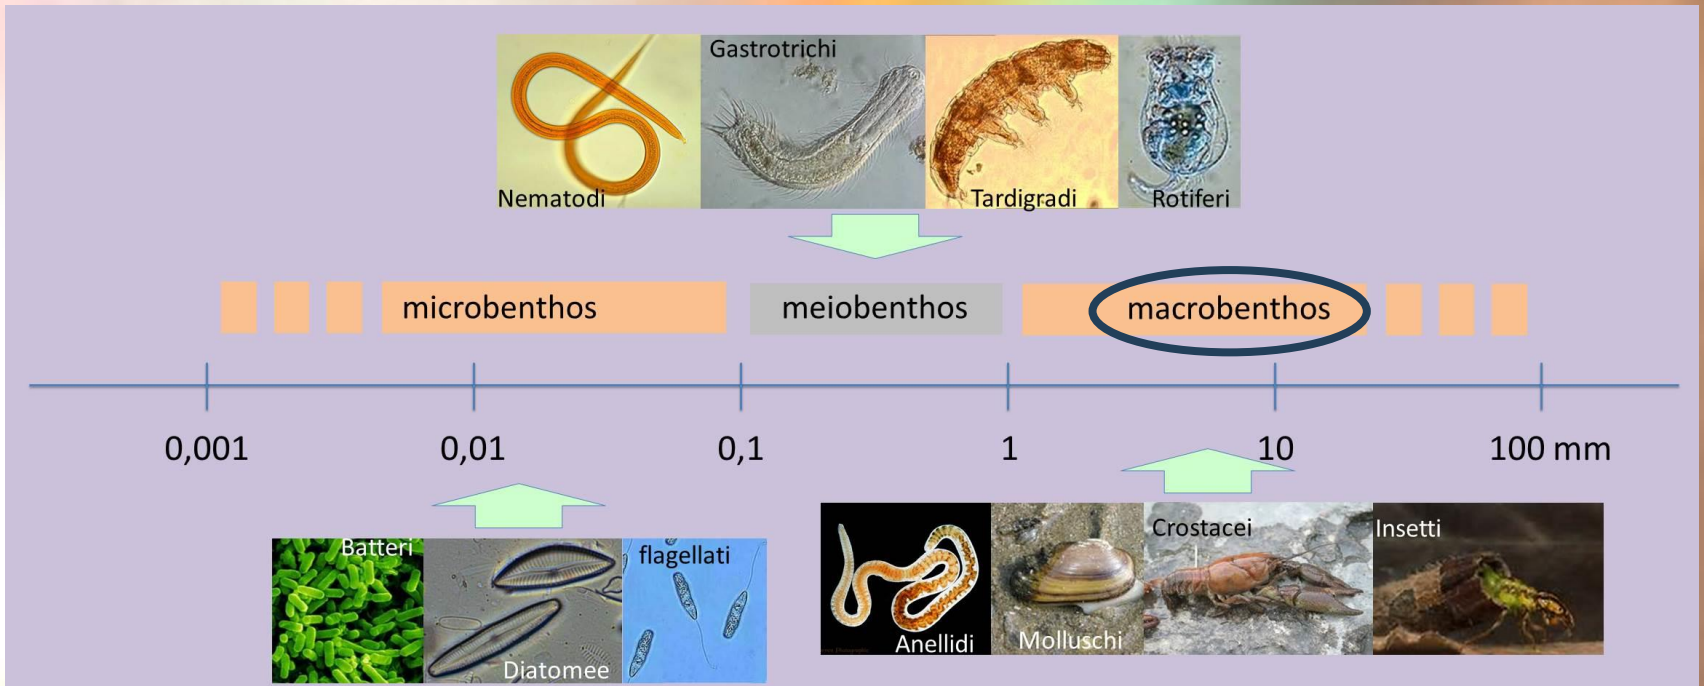 Gastrotrichi
Nematodi
Tardigradi
Rotiferi
microbenthos
meiobenthos
macrobenthos
0,001
0,01
0,1
1
10
100 mm
Batteri
flagellati
Diatomee
Crostacei
Insetti
Anellidi
Molluschi